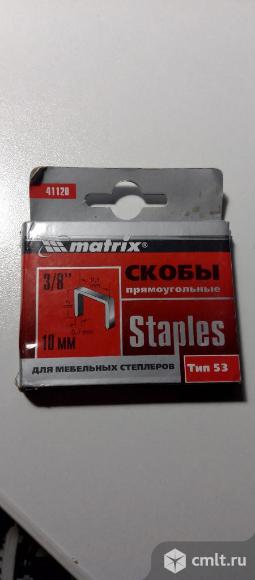 41120
matrix®
3/8"
СКОБЫ
прямоугольные
10 мм
Staples
ДЛЯ МЕБЕЛЬНЫХ СТЕПЛЕРОВ
Тип 53
cmlt.ru